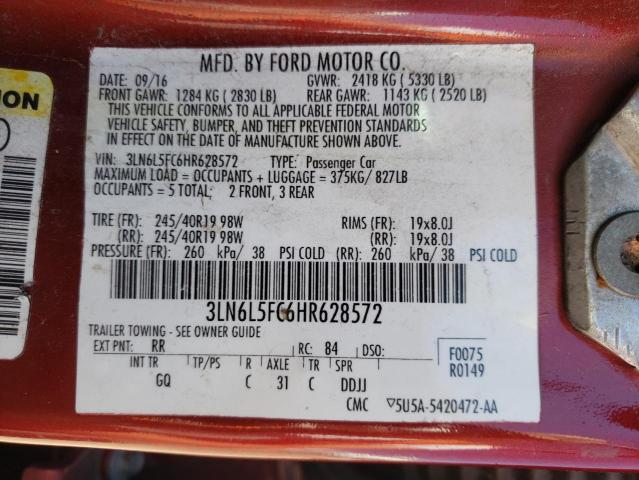 MFD. BY FORD MOTOR CO.
DATE: 09/16 GVWR: 2418 KG ( 5330 LB)
FRONT GAWR: 1284 KG ( 2830 LB) REAR GAWR: 1143 KG ( 2520 LB)
THIS VEHICLE CONFORMS TO ALL APPLICABLE FEDERAL MOTOR
VEHICLE SAFETY, BUMPER, AND THEFT PREVENTION STANDARDS
IN EFFECT ON THE DATE OF MANUFACTURE SHOWN ABOVE.
VIN: 3LN6L5FC6HR628572 TYPE: Passenger Car
MAXIMUM LOAD = OCCUPANTS + LUGGAGE = 375KG/ 827LB
OCCUPANTS = 5 TOTAL: 2 FRONT, 3 REAR
TIRE (FR): 245/40R19 98W RIMS (FR): 19x8.0J
(RR): 245/40R19 98W (RR): 19x8.0J
PRESSURE (FR): 260 kPa/ 38 PSI COLD (RR): 260 kPa/ 38 PSI COLD
3LN6L5FC6HR628572
TRAILER TOWING - SEE OWNER GUIDE
EXT PNT: RR RC: 84 DSO: F0075
R0149
INT TR TP/PS R AXLE TR SPR
GQ C 31 C DDJJ
CMC ▽5U5A-5420472-AA